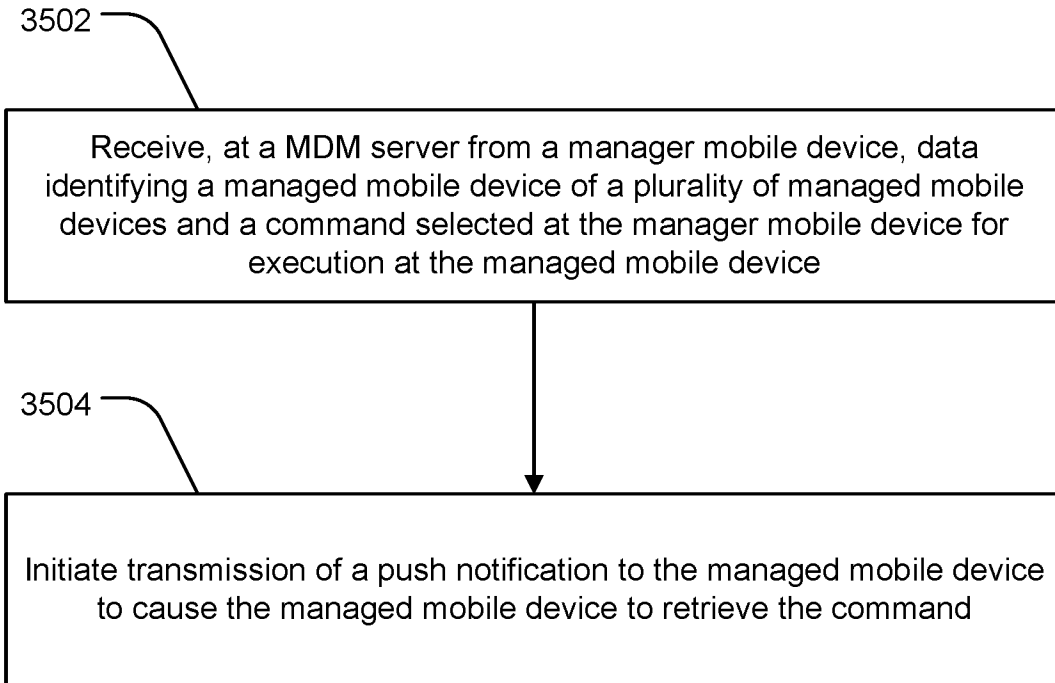 3502
Receive, at a MDM server from a manager mobile device, data
identifying a managed mobile device of a plurality of managed mobile
devices and a command selected at the manager mobile device for
execution at the managed mobile device
3504
Initiate transmission of a push notification to the managed mobile device
to cause the managed mobile device to retrieve the command